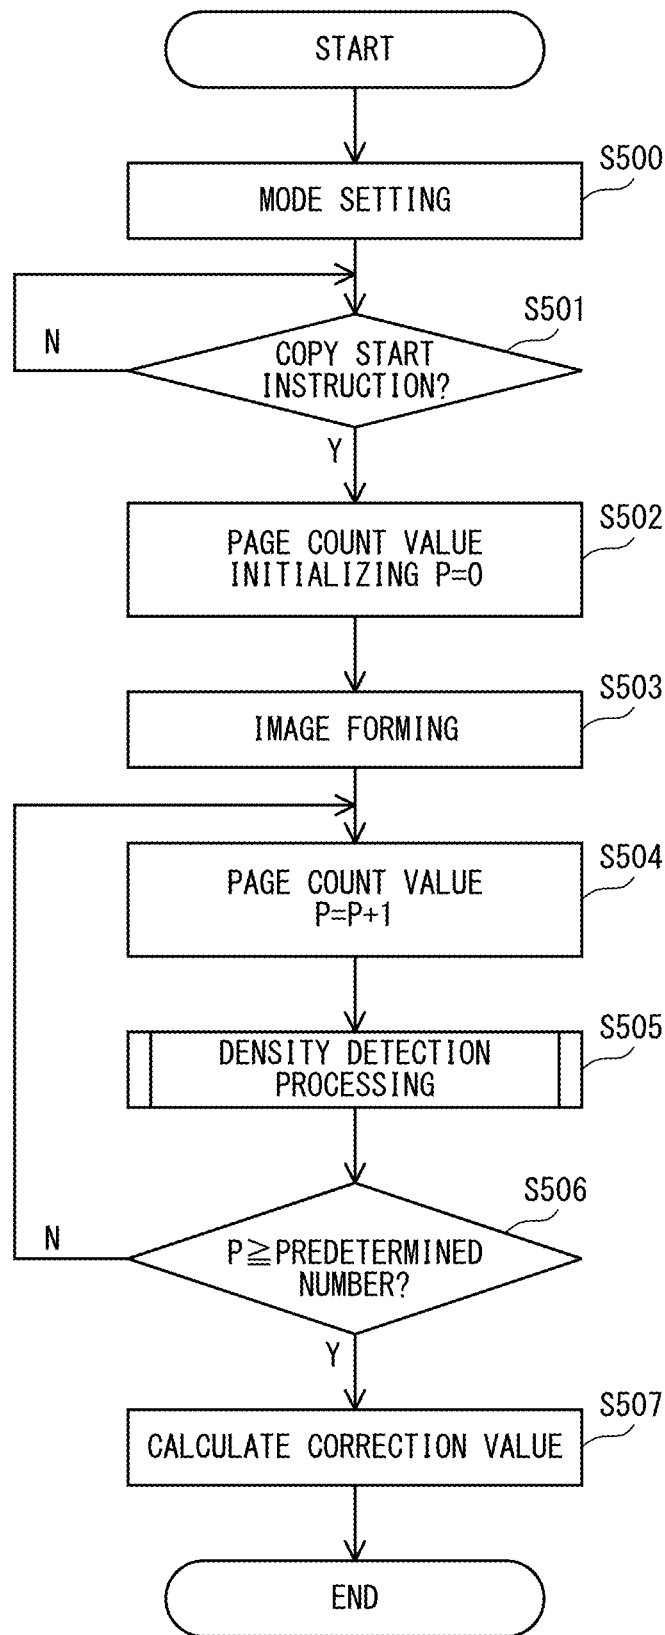 START
S500
MODE SETTING
S501
N
COPY START
INSTRUCTION?
Y
S502
PAGE COUNT VALUE
INITIALIZING P=0
S503
IMAGE FORMING
S504
PAGE COUNT VALUE
P=P+1
S505
DENSITY DETECTION
PROCESSING
S506
N
P≧PREDETERMINED
NUMBER?
Y
S507
CALCULATE CORRECTION VALUE
END